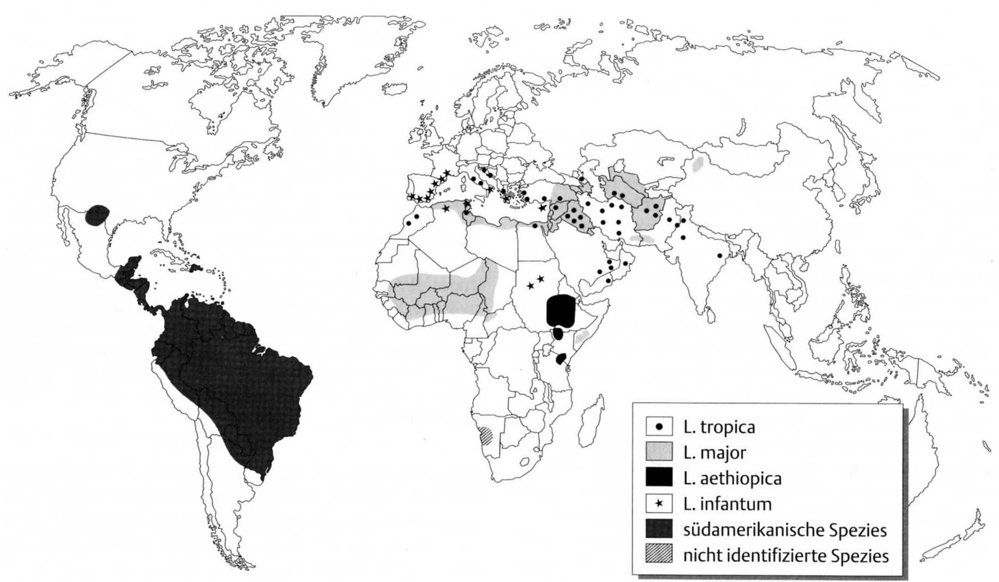 L. tropica
L. major
L. aethiopica
L. infantum
südamerikanische Spezies
nicht identifizierte Spezies